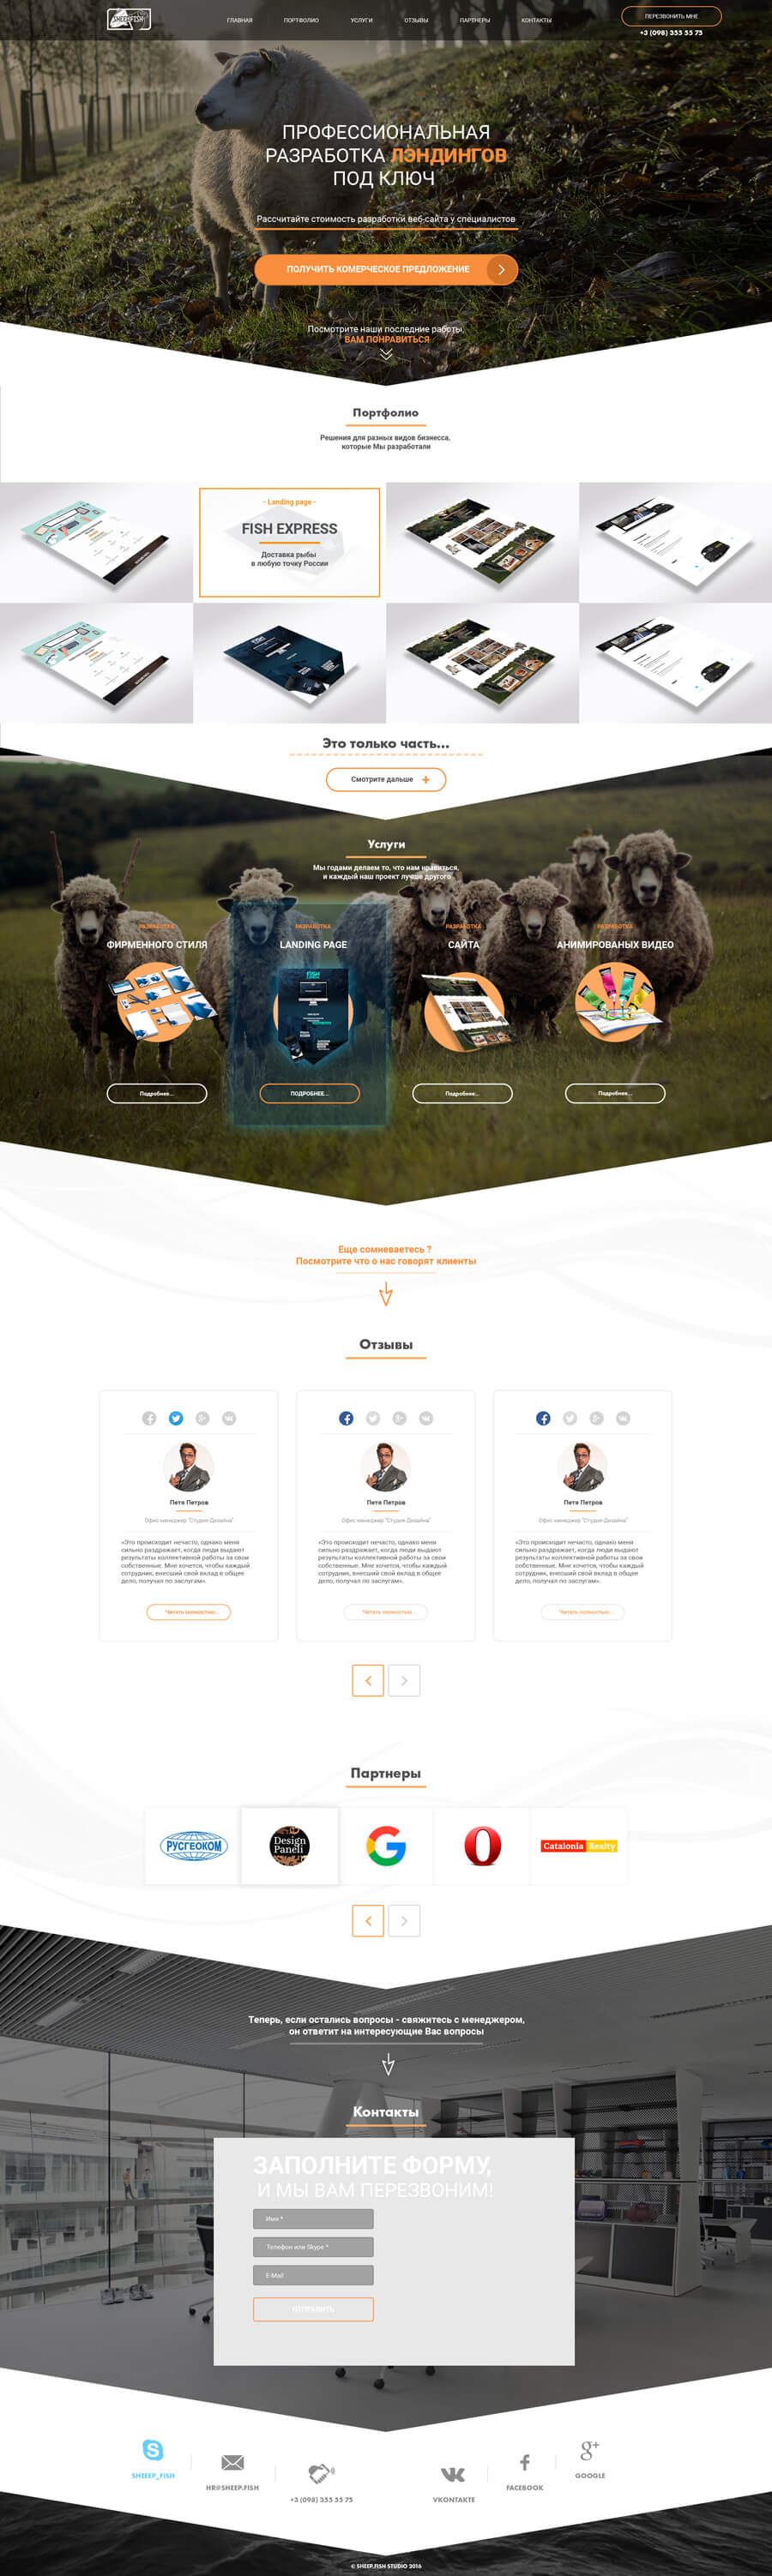 SHEEP.FISH
ГЛАВНАЯ
ПОРТФОЛИО
УСЛУГИ
ОТЗЫВЫ
ПАРТНЕРЫ
КОНТАКТЫ
ПЕРЕЗВОНИТЬ МНЕ
+3 (098) 355 55 75
ПРОФЕССИОНАЛЬНАЯ
РАЗРАБОТКА ЛЭНДИНГОВ
ПОД КЛЮЧ
Рассчитайте стоимость разработки веб-сайта у специалистов
ПОЛУЧИТЬ КОМЕРЧЕСКОЕ ПРЕДЛОЖЕНИЕ
Посмотрите наши последние работы,
ВАМ ПОНРАВИТЬСЯ
Портфолио
Решения для разных видов бизнесса,
которые Мы разработали
- Landing page -
FISH EXPRESS
Доставка рыбы
в любую точку России
Это только часть...
Смотрите дальше +
Услуги
Мы годами делаем то, что нам нравиться,
и каждый наш проект лучше другого
РАЗРАБОТКА
ФИРМЕННОГО СТИЛЯ
Подробнее...
РАЗРАБОТКА
LANDING PAGE
FISH
ПОДРОБНЕЕ...
РАЗРАБОТКА
САЙТА
Подробнее...
РАЗРАБОТКА
АНИМИРОВАНЫХ ВИДЕО
Подробнее...
Еще сомневаетесь ?
Посмотрите что о нас говорят клиенты
Отзывы
Петя Петров
Офис менеджер "Студия-Дизайна"
«Это происходит нечасто, однако меня
сильно раздражает, когда люди выдают
результаты коллективной работы за свои
собственные. Мне хочется, чтобы каждый
сотрудник, внесший свой вклад в общее
дело, получал по заслугам».
Читать полностью...
Петя Петров
Офис менеджер "Студия-Дизайна"
«Это происходит нечасто, однако меня
сильно раздражает, когда люди выдают
результаты коллективной работы за свои
собственные. Мне хочется, чтобы каждый
сотрудник, внесший свой вклад в общее
дело, получал по заслугам».
Читать полностью...
Петя Петров
Офис менеджер "Студия-Дизайна"
«Это происходит нечасто, однако меня
сильно раздражает, когда люди выдают
результаты коллективной работы за свои
собственные. Мне хочется, чтобы каждый
сотрудник, внесший свой вклад в общее
дело, получал по заслугам».
Читать полностью...
Партнеры
РУСГЕОКОМ
Design
Paneli
Catalonia Realty
Теперь, если остались вопросы - свяжитесь с менеджером,
он ответит на интересующие Вас вопросы
Контакты
ЗАПОЛНИТЕ ФОРМУ,
И МЫ ВАМ ПЕРЕЗВОНИМ!
Имя *
Телефон или Skype *
E-Mail
ОТПРАВИТЬ
SHEEEP_FISH
HR@SHEEP.FISH
+3 (098) 355 55 75
VKONTAKTE
FACEBOOK
GOOGLE
© SHEEP.FISH STUDIO 2016